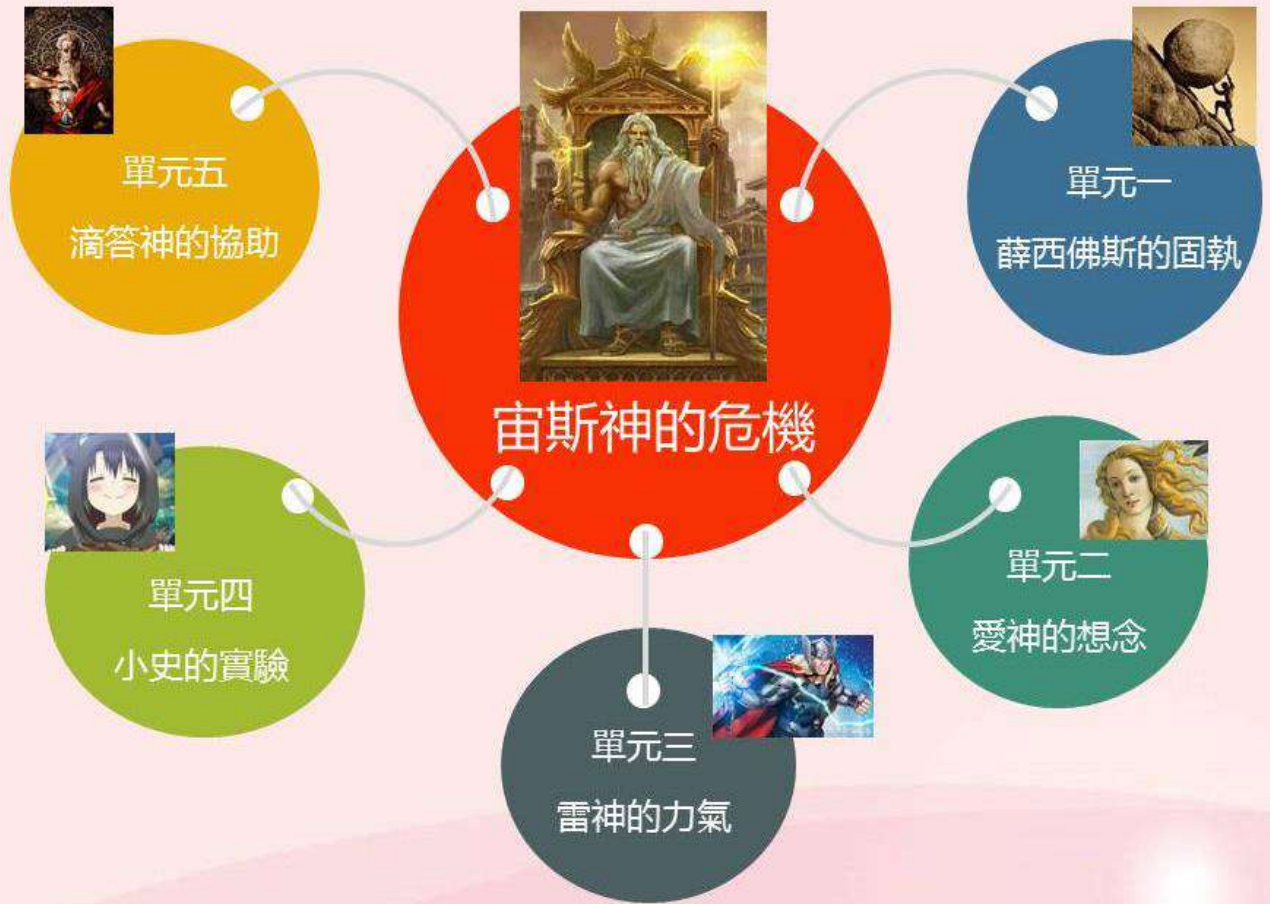 宙斯神的危機
單元一
薛西佛斯的固執
單元二
愛神的想念
單元三
雷神的力氣
單元四
小史的實驗
單元五
滴答神的協助